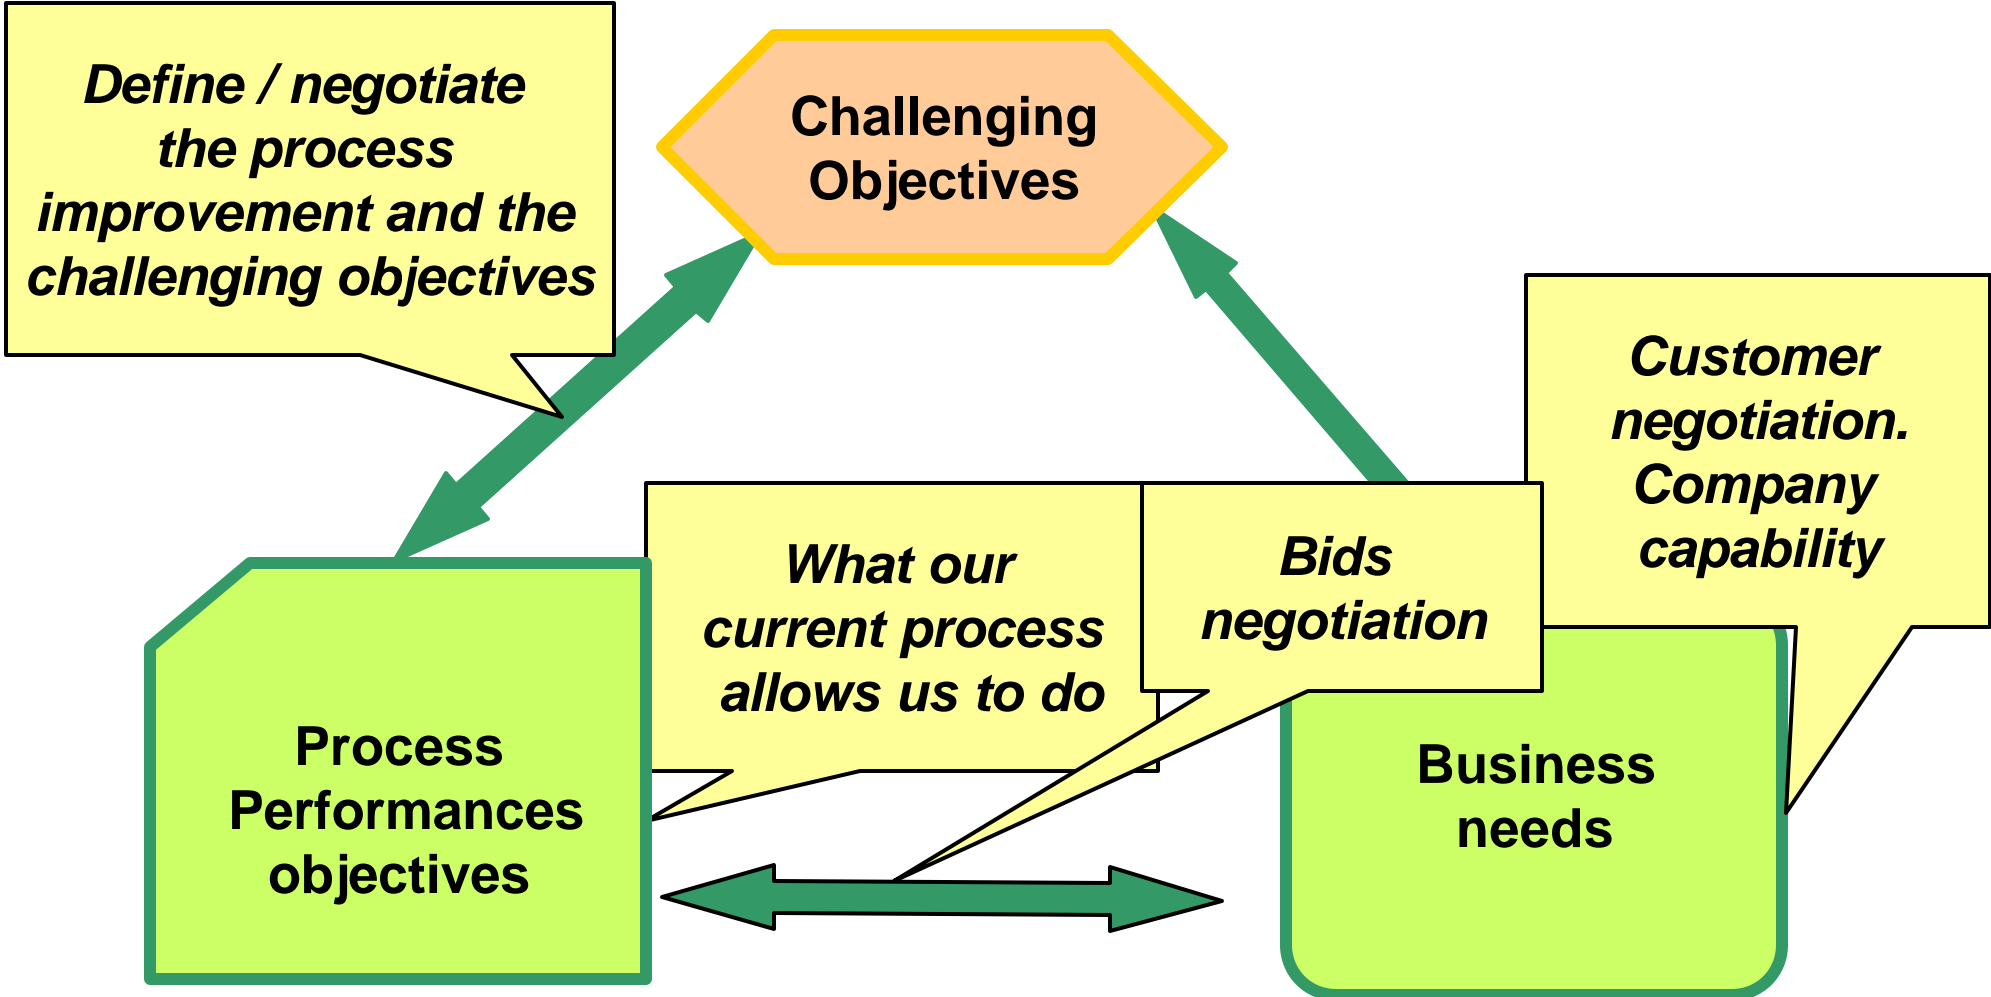 Define / negotiate
the process
improvement and the
challenging objectives
Challenging
Objectives
Customer
negotiation.
Company
capability
What our
current process
allows us to do
Bids
negotiation
Process
Performances
objectives
Business
needs